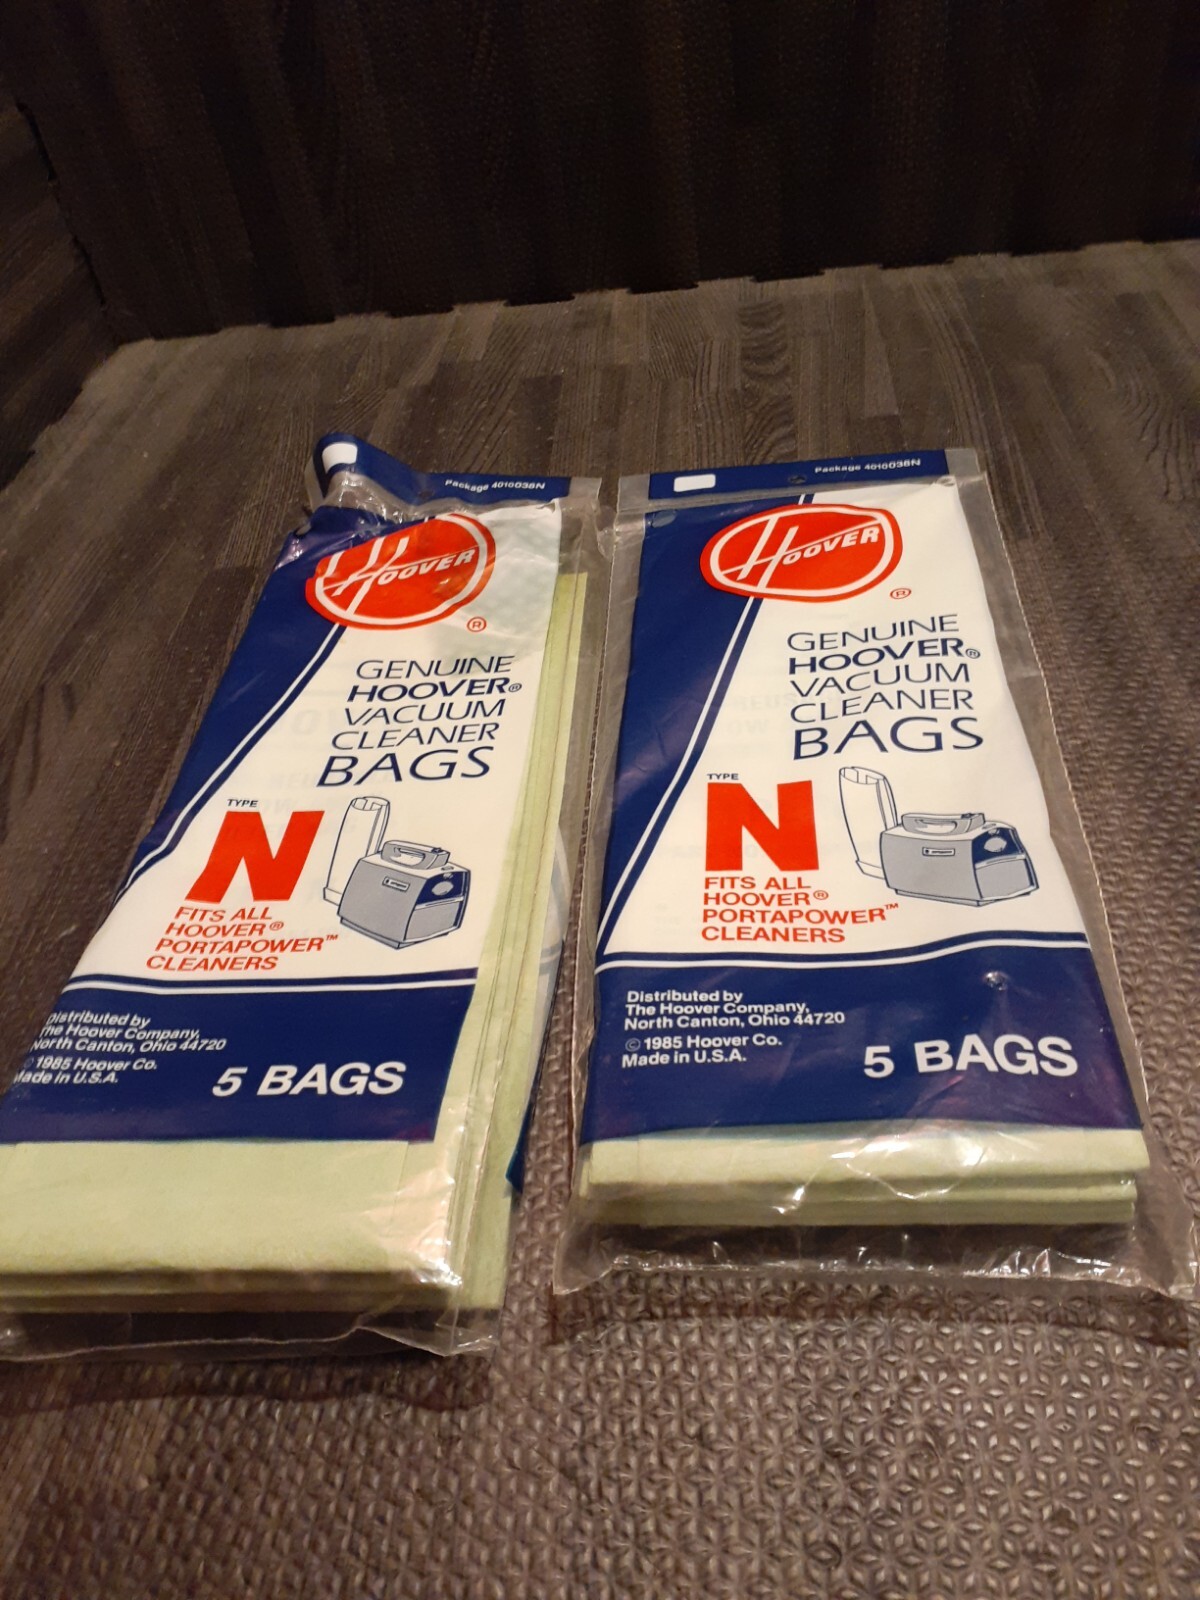 Package 4010038N
HOOVER
®
GENUINE
HOOVER®
VACUUM
CLEANER
BAGS
TYPE
N
FITS ALL
HOOVER®
PORTAPOWER™
CLEANERS
Distributed by
The Hoover Company,
North Canton, Ohio 44720
© 1985 Hoover Co.
Made in U.S.A.
5 BAGS
Package 4010038N
HOOVER
®
GENUINE
HOOVER®
VACUUM
CLEANER
BAGS
TYPE
N
FITS ALL
HOOVER®
PORTAPOWER™
CLEANERS
Distributed by
The Hoover Company,
North Canton, Ohio 44720
© 1985 Hoover Co.
Made in U.S.A.
5 BAGS